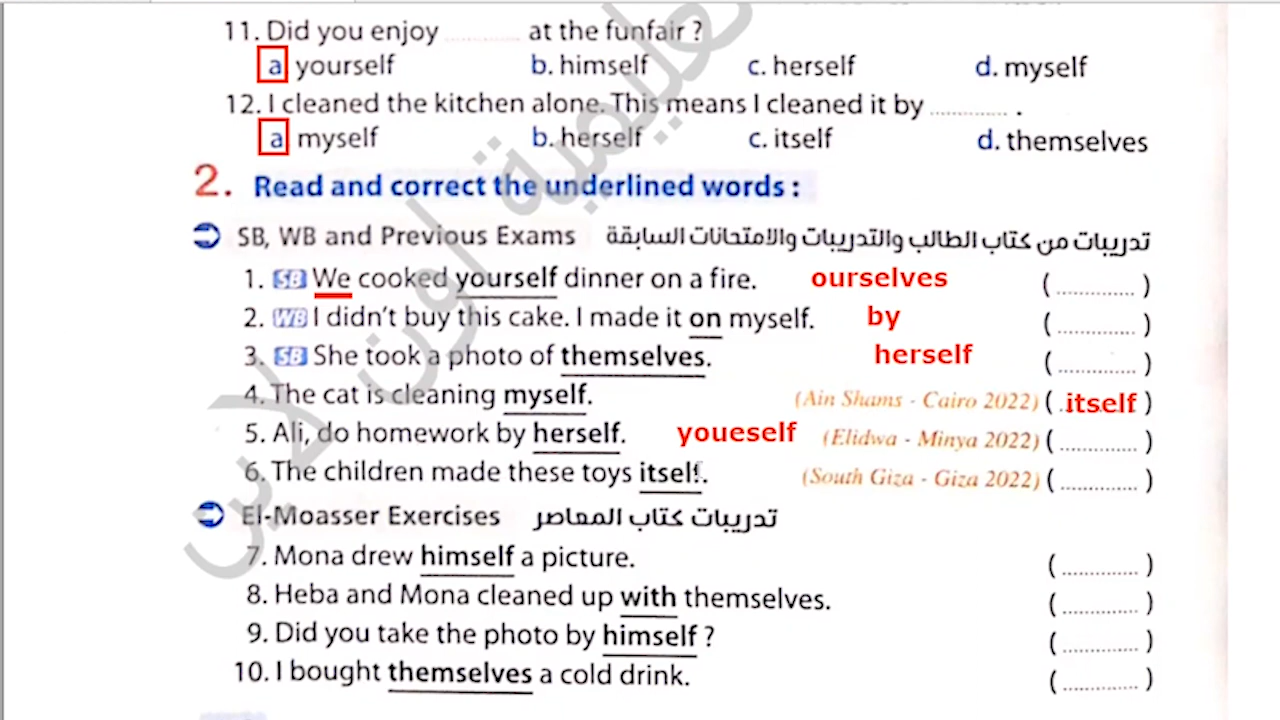 11. Did you enjoy ............ at the funfair ?
a yourself b. himself c. herself d. myself
12. I cleaned the kitchen alone. This means I cleaned it by ............ .
a myself b. herself c. itself d. themselves
2. Read and correct the underlined words :
SB, WB and Previous Exams تدريبات من كتاب الطالب والتدريبات والامتحانات السابقة
1. SB We cooked yourself dinner on a fire. ourselves (............)
2. WB I didn't buy this cake. I made it on myself. by (............)
3. SB She took a photo of themselves. herself (............)
4. The cat is cleaning myself. (Ain Shams - Cairo 2022) ( itself )
5. Ali, do homework by herself. youeself (Elidwa - Minya 2022) (............)
6. The children made these toys itself. (South Giza - Giza 2022) (............)
El-Moasser Exercises تدريبات كتاب المعاصر
7. Mona drew himself a picture. (............)
8. Heba and Mona cleaned up with themselves. (............)
9. Did you take the photo by himself ? (............)
10. I bought themselves a cold drink. (............)